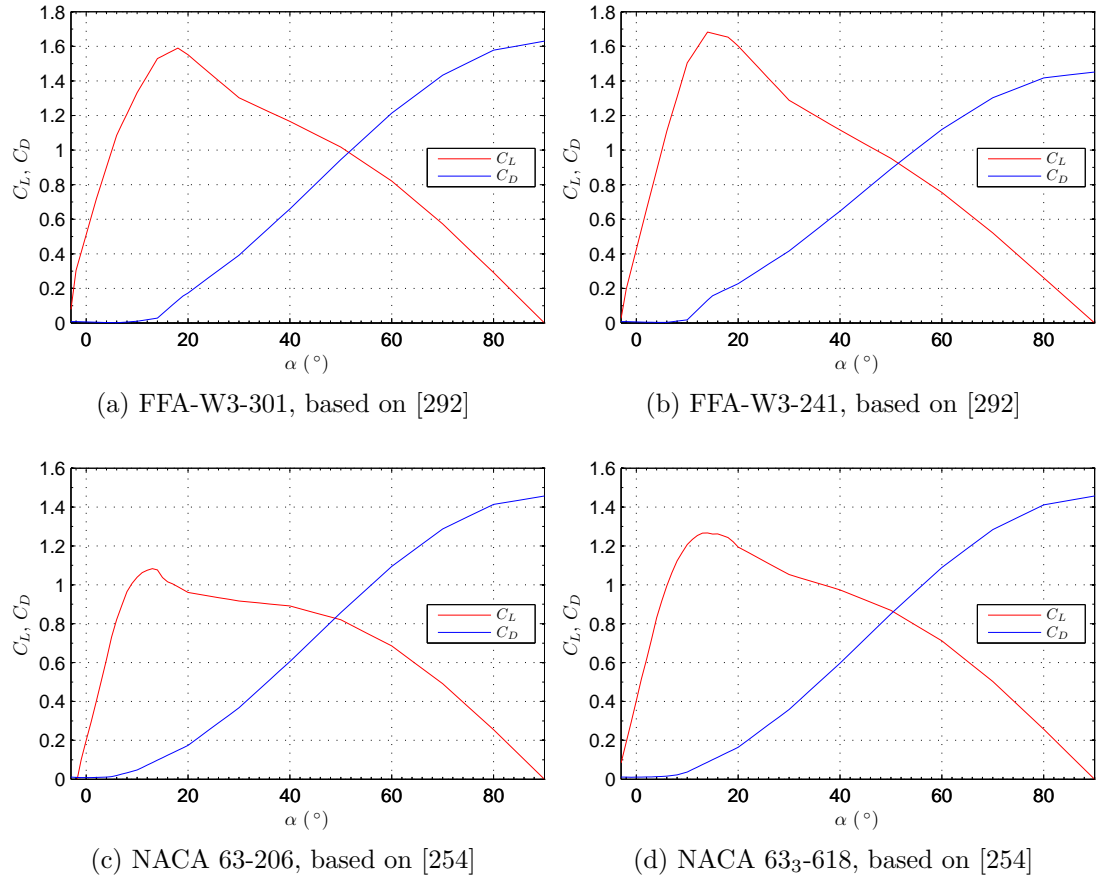 1.8
1.6
1.4
1.2
1
0.8
0.6
0.4
0.2
0
C_L, C_D
C_L
C_D
0 20 40 60 80
α (°)
(a) FFA-W3-301, based on [292]
1.8
1.6
1.4
1.2
1
0.8
0.6
0.4
0.2
0
C_L, C_D
C_L
C_D
0 20 40 60 80
α (°)
(b) FFA-W3-241, based on [292]
1.6
1.4
1.2
1
0.8
0.6
0.4
0.2
0
C_L, C_D
C_L
C_D
0 20 40 60 80
α (°)
(c) NACA 63-206, based on [254]
1.6
1.4
1.2
1
0.8
0.6
0.4
0.2
0
C_L, C_D
C_L
C_D
0 20 40 60 80
α (°)
(d) NACA 63₃-618, based on [254]